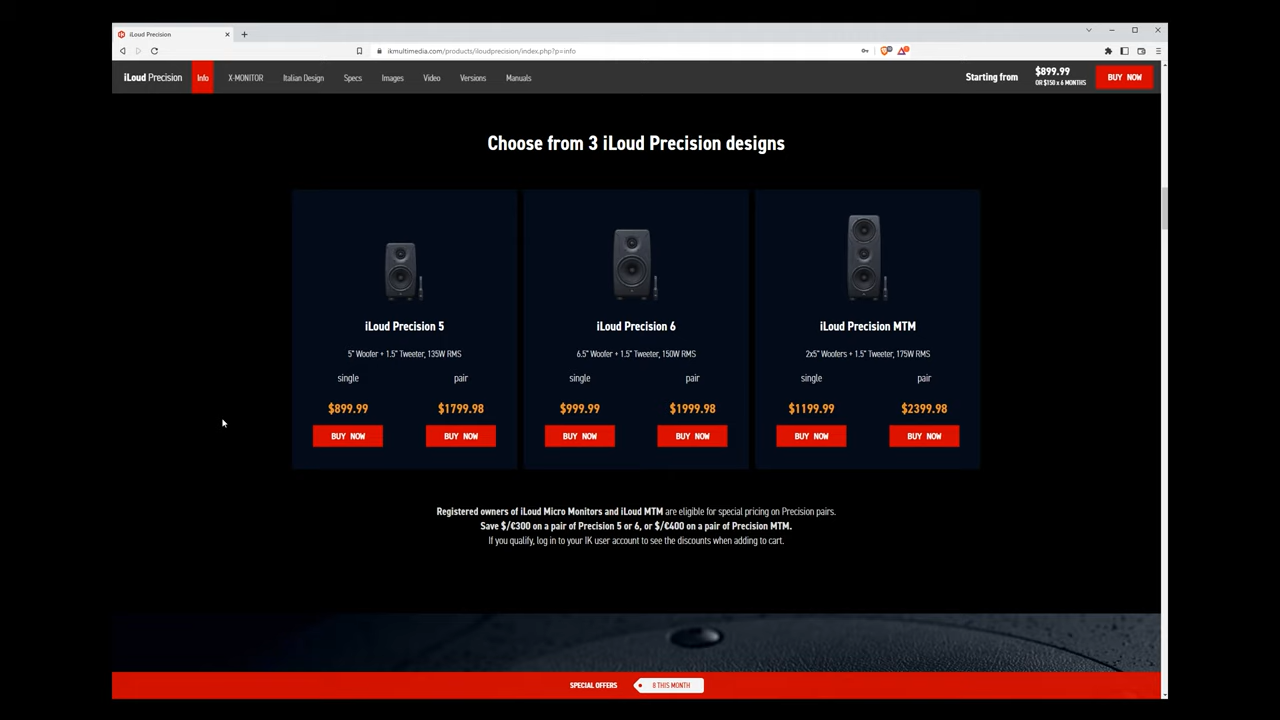 iLoud Precision
ikmultimedia.com/products/iloudprecision/index.php?p=info
iLoud Precision
Info
X-MONITOR
Italian Design
Specs
Images
Video
Versions
Manuals
Starting from
$899.99
OR $150 x 6 MONTHS
BUY NOW
Choose from 3 iLoud Precision designs
iLoud Precision 5
5" Woofer + 1.5" Tweeter, 135W RMS
single pair
$899.99 $1799.98
BUY NOW BUY NOW
iLoud Precision 6
6.5" Woofer + 1.5" Tweeter, 150W RMS
single pair
$999.99 $1999.98
BUY NOW BUY NOW
iLoud Precision MTM
2x5" Woofers + 1.5" Tweeter, 175W RMS
single pair
$1199.99 $2399.98
BUY NOW BUY NOW
Registered owners of iLoud Micro Monitors and iLoud MTM are eligible for special pricing on Precision pairs.
Save $/€300 on a pair of Precision 5 or 6, or $/€400 on a pair of Precision MTM.
If you qualify, log in to your IK user account to see the discounts when adding to cart.
SPECIAL OFFERS
8 THIS MONTH